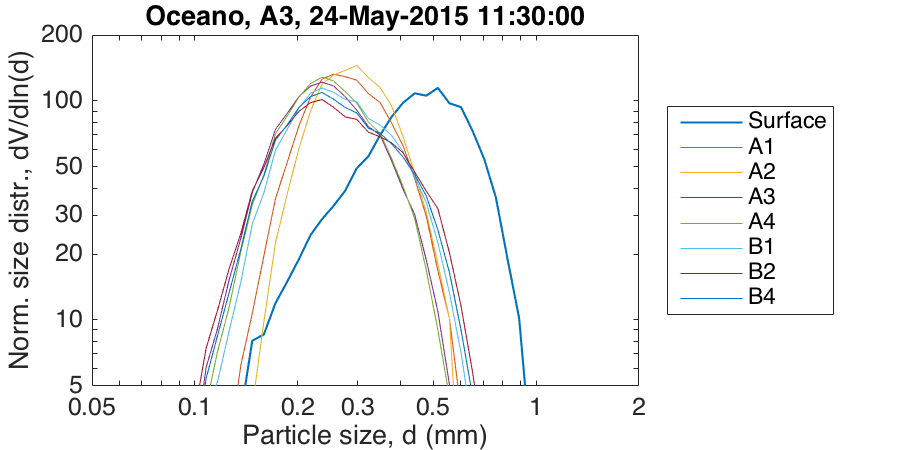 Oceano, A3, 24-May-2015 11:30:00
Norm. size distr., dV/dln(d)
200
100
50
30
20
10
5
0.05 0.1 0.2 0.3 0.5 1 2
Particle size, d (mm)
Surface
A1
A2
A3
A4
B1
B2
B4